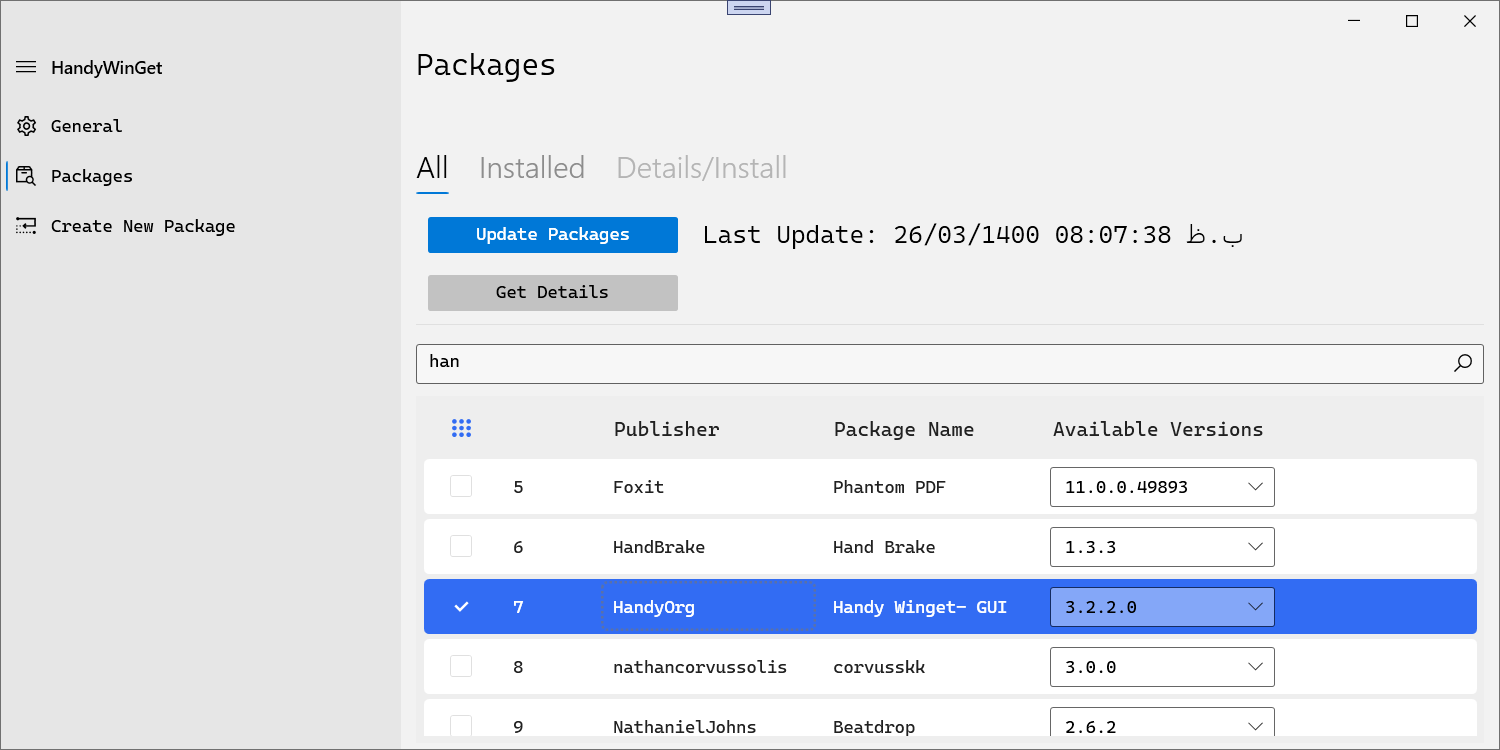 HandyWinGet
General
Packages
Create New Package
Packages
All Installed Details/Install
Update Packages Last Update: 26/03/1400 08:07:38 ب.ظ
Get Details
han
Publisher Package Name Available Versions
5 Foxit Phantom PDF 11.0.0.49893
6 HandBrake Hand Brake 1.3.3
7 HandyOrg Handy Winget- GUI 3.2.2.0
8 nathancorvussolis corvusskk 3.0.0
9 NathanielJohns Beatdrop 2.6.2